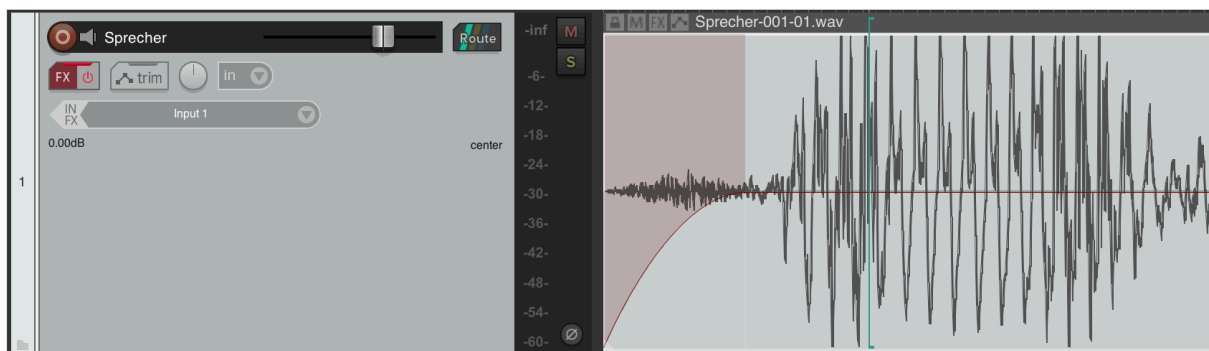 Sprecher
Route
FX
trim
in
IN
FX
Input 1
0.00dB
center
1
-inf
-6-
-12-
-18-
-24-
-30-
-36-
-42-
-48-
-54-
-60-
M
S
M FX Sprecher-001-01.wav